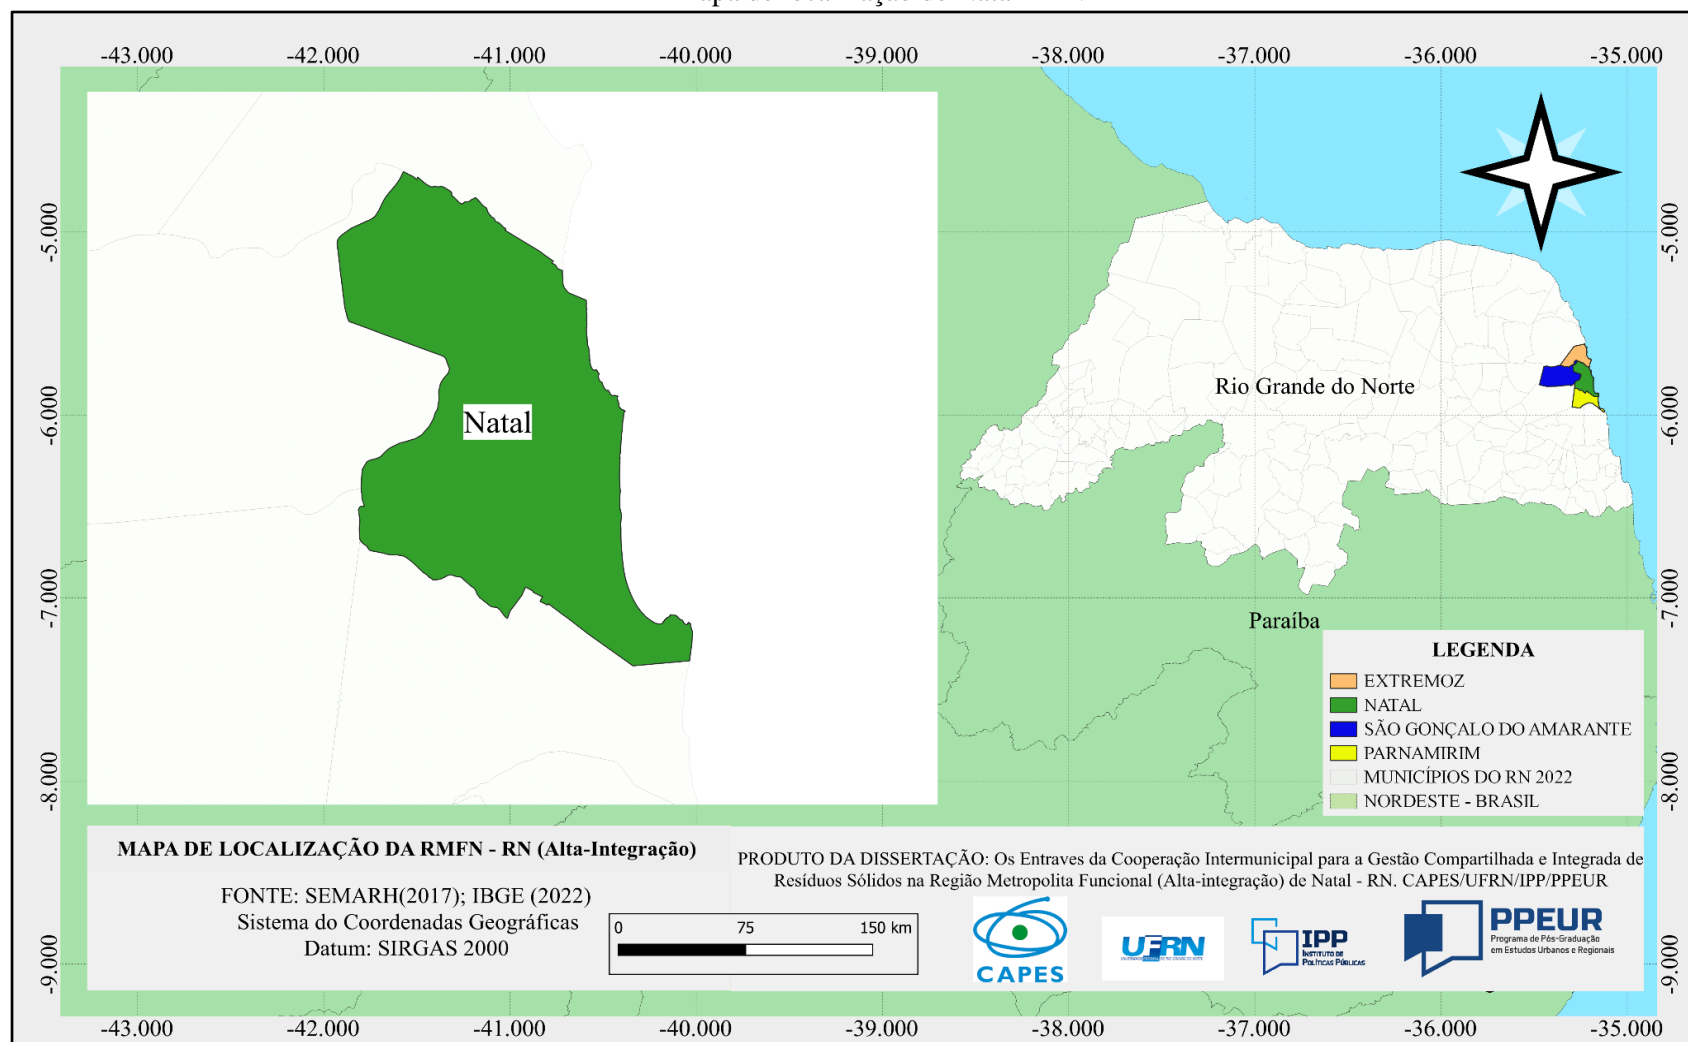 -43.000 -42.000 -41.000 -40.000 -39.000 -38.000 -37.000 -36.000 -35.000
-5.000 -5.000
Rio Grande do Norte
-6.000 -6.000
Natal
-7.000 -7.000
Paraíba
LEGENDA
EXTREMOZ
NATAL
SÃO GONÇALO DO AMARANTE
PARNAMIRIM
MUNICÍPIOS DO RN 2022
NORDESTE - BRASIL
-8.000 -8.000
MAPA DE LOCALIZAÇÃO DA RMFN - RN (Alta-Integração)
FONTE: SEMARH(2017); IBGE (2022)
Sistema do Coordenadas Geográficas
Datum: SIRGAS 2000
0 75 150 km
PRODUTO DA DISSERTAÇÃO: Os Entraves da Cooperação Intermunicipal para a Gestão Compartilhada e Integrada de
Resíduos Sólidos na Região Metropolita Funcional (Alta-integração) de Natal - RN. CAPES/UFRN/IPP/PPEUR
CAPES
UFRN
IPP
INSTITUTO DE
POLÍTICAS PÚBLICAS
PPEUR
Programa de Pós-Graduação
em Estudos Urbanos e Regionais
-9.000 -9.000
-43.000 -42.000 -41.000 -40.000 -39.000 -38.000 -37.000 -36.000 -35.000